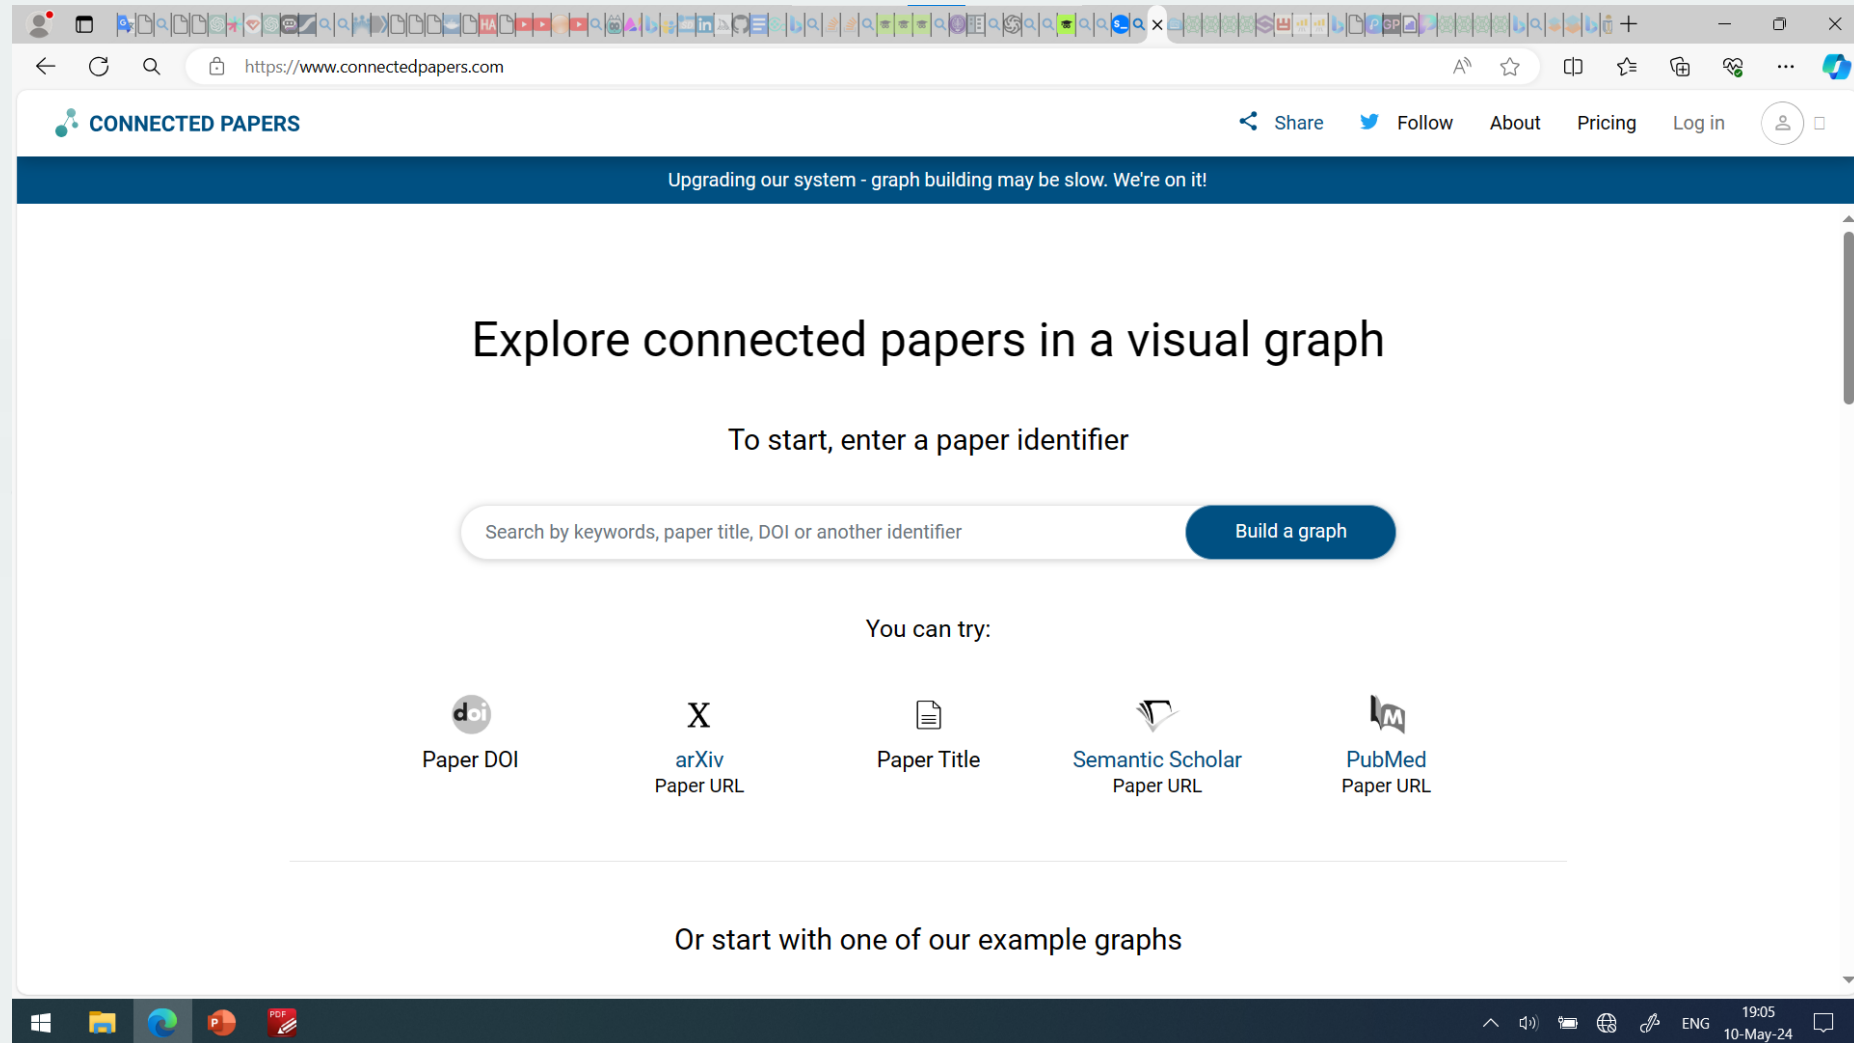 https://www.connectedpapers.com
CONNECTED PAPERS
Share
Follow
About
Pricing
Log in
Upgrading our system - graph building may be slow. We're on it!
Explore connected papers in a visual graph
To start, enter a paper identifier
Search by keywords, paper title, DOI or another identifier
Build a graph
You can try:
doi
X
M
Paper DOI
arXiv
Paper Title
Semantic Scholar
PubMed
Paper URL
Paper URL
Paper URL
Or start with one of our example graphs
PDF
ENG
19:05
10-May-24